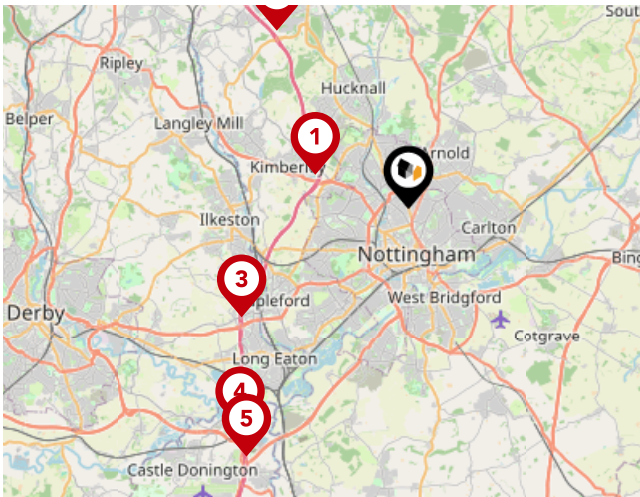 Sout
Ripley
Hucknall
Belper
Langley Mill
1
Arnold
Kimberley
Ilkeston
Carlton
Nottingham
Bing
3
pleford
West Bridgford
Derby
Cotgrave
Long Eaton
4
5
Castle Donington